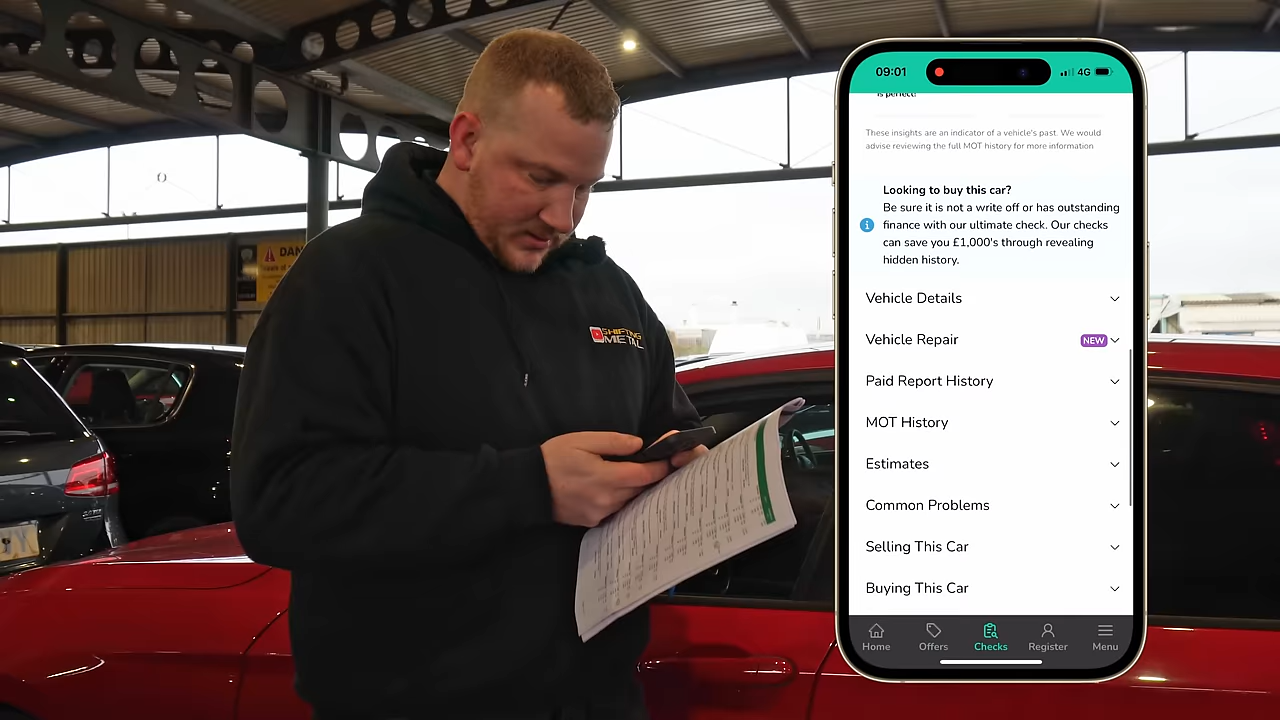 DAN
SHIFTING
METAL
09:01
4G
is perfect!
These insights are an indicator of a vehicle's past. We would
advise reviewing the full MOT history for more information
Looking to buy this car?
Be sure it is not a write off or has outstanding
finance with our ultimate check. Our checks
can save you £1,000's through revealing
hidden history.
Vehicle Details
Vehicle Repair NEW
Paid Report History
MOT History
Estimates
Common Problems
Selling This Car
Buying This Car
Home Offers Checks Register Menu